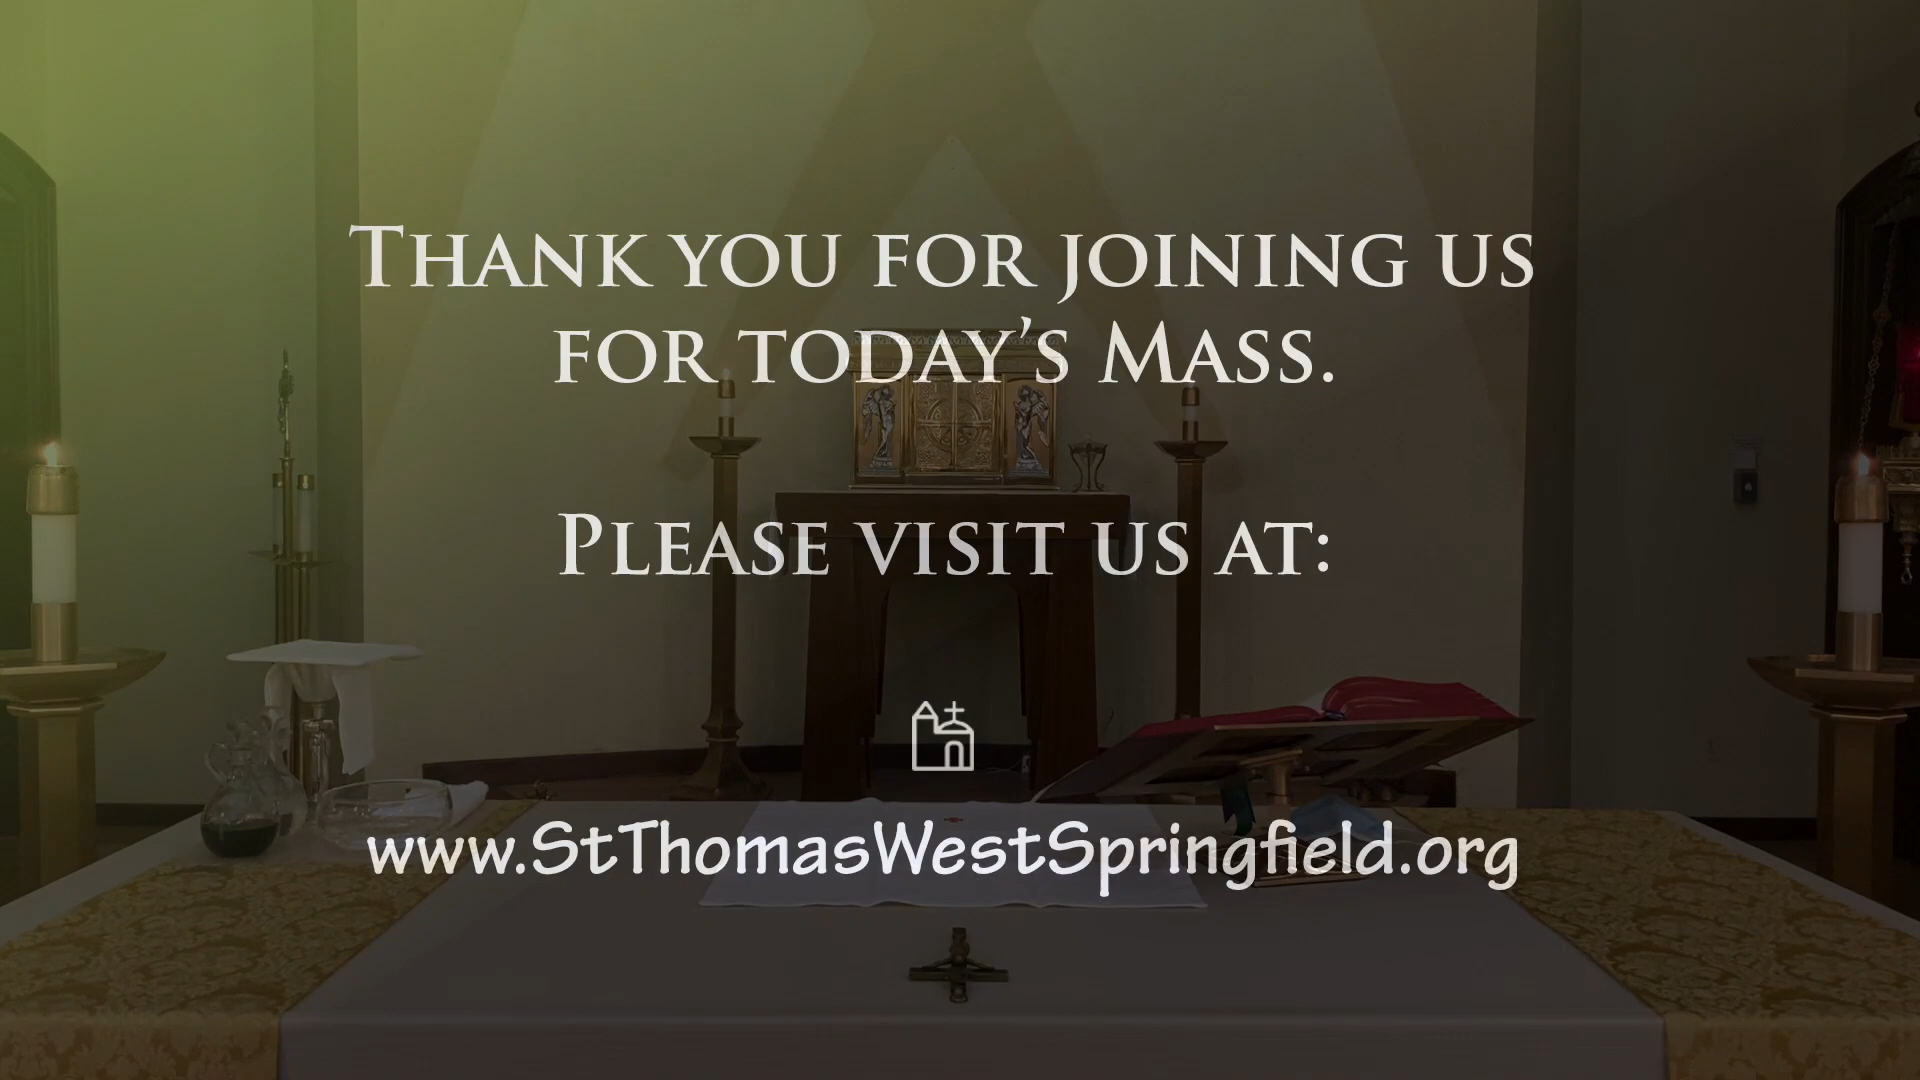 Thank you for joining us
for today's Mass.
Please visit us at:
www.StThomasWestSpringfield.org